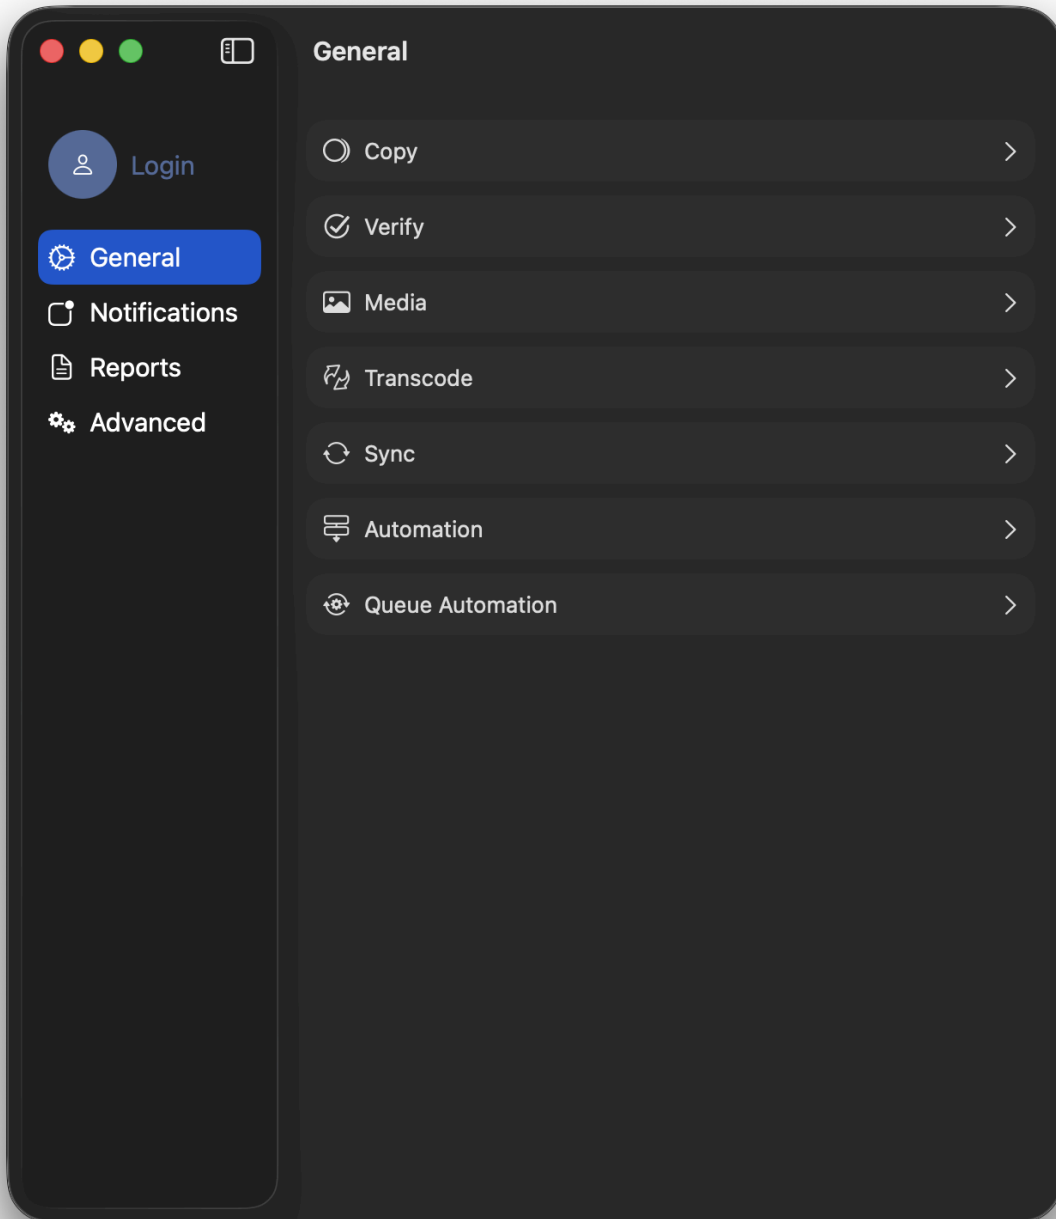 General
Login
General
Notifications
Reports
Advanced
Copy
Verify
Media
Transcode
Sync
Automation
Queue Automation